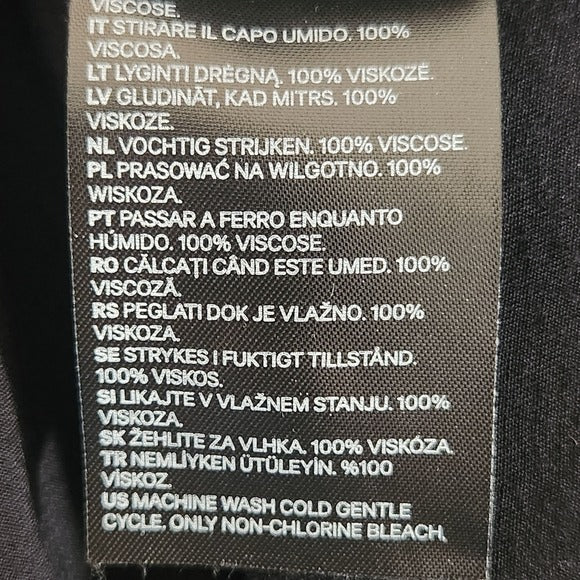 VISCOSE.
IT STIRARE IL CAPO UMIDO. 100%
VISCOSA.
LT LYGINTI DRĖGNĄ. 100% VISKOZĖ.
LV GLUDINĀT, KAD MITRS. 100%
VISKOZE.
NL VOCHTIG STRIJKEN. 100% VISCOSE.
PL PRASOWAĆ NA WILGOTNO. 100%
WISKOZA.
PT PASSAR A FERRO ENQUANTO
HÚMIDO. 100% VISCOSE.
RO CĂLCAȚI CÂND ESTE UMED. 100%
VISCOZĂ.
RS PEGLATI DOK JE VLAŽNO. 100%
VISKOZA.
SE STRYKES I FUKTIGT TILLSTÅND.
100% VISKOS.
SI LIKAJTE V VLAŽNEM STANJU. 100%
VISKOZA.
SK ŽEHLITE ZA VLHKA. 100% VISKÓZA.
TR NEMLİYKEN ÜTÜLEYİN. %100
VİSKOZ.
US MACHINE WASH COLD GENTLE
CYCLE, ONLY NON-CHLORINE BLEACH,